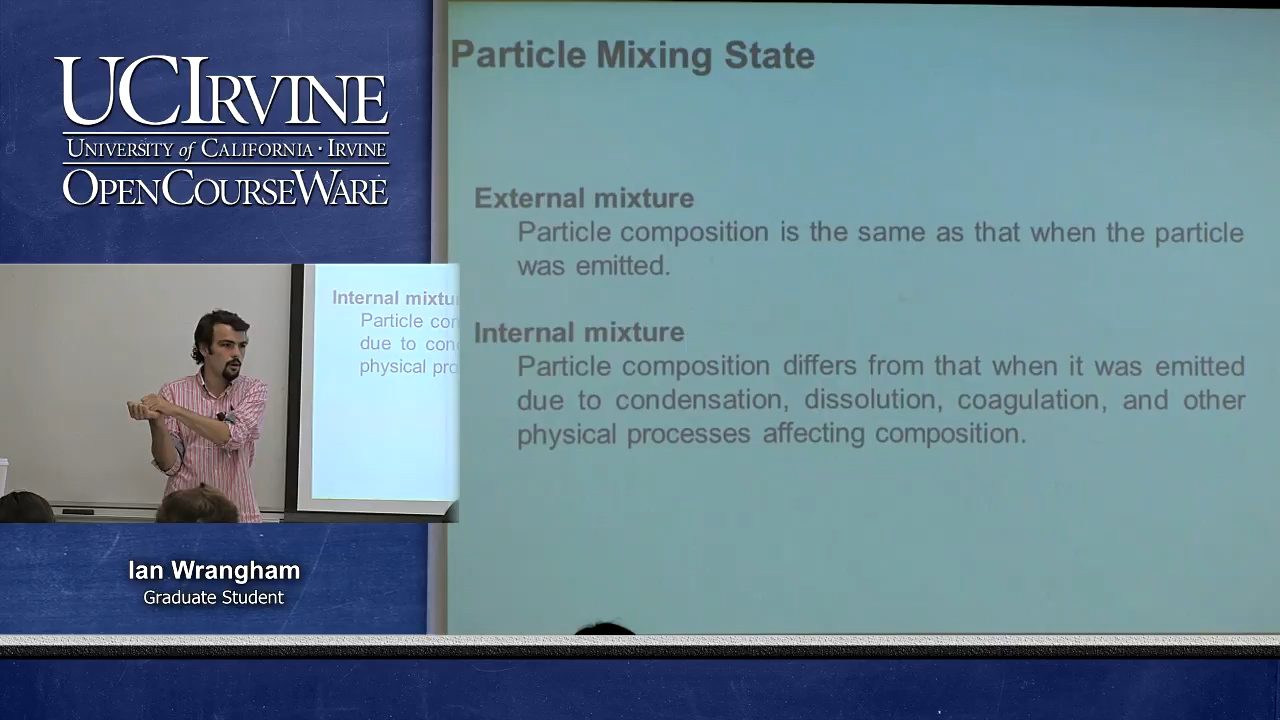 UCIRVINE
UNIVERSITY of CALIFORNIA · IRVINE
OPENCOURSEWARE
Particle Mixing State
External mixture
Particle composition is the same as that when the particle
was emitted.
Internal mixture
Particle composition differs from that when it was emitted
due to condensation, dissolution, coagulation, and other
physical processes affecting composition.
Internal mixtu
Particle con
due to con
physical pro
Ian Wrangham
Graduate Student